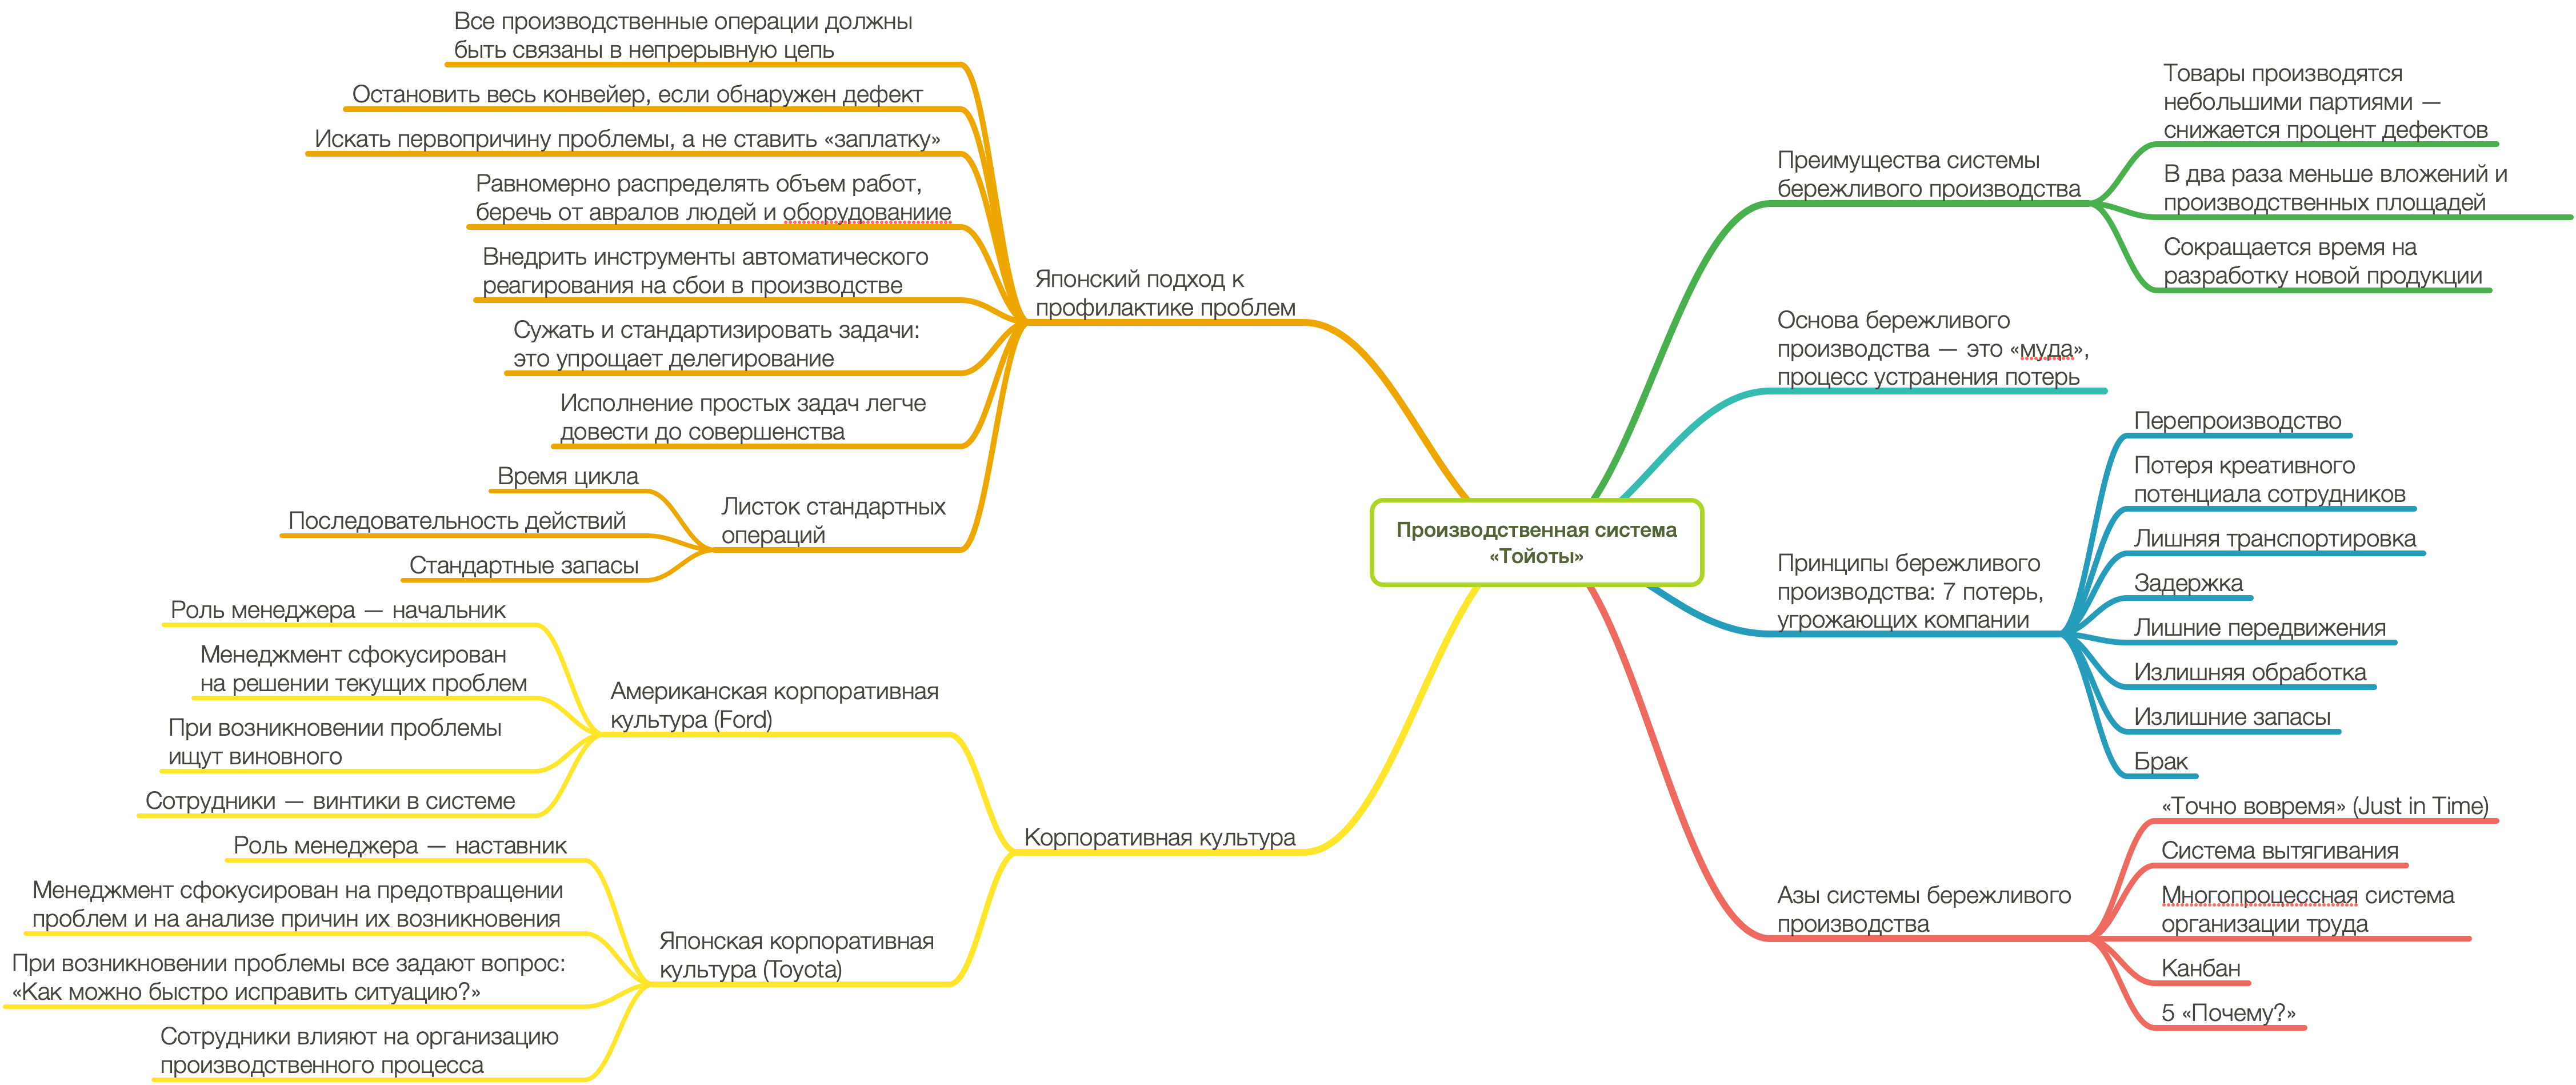 Все производственные операции должны
быть связаны в непрерывную цепь
Остановить весь конвейер, если обнаружен дефект
Искать первопричину проблемы, а не ставить «заплатку»
Равномерно распределять объем работ,
беречь от авралов людей и оборудованиие
Внедрить инструменты автоматического
реагирования на сбои в производстве
Сужать и стандартизировать задачи:
это упрощает делегирование
Исполнение простых задач легче
довести до совершенства
Время цикла
Последовательность действий
Стандартные запасы
Листок стандартных
операций
Японский подход к
профилактике проблем
Роль менеджера — начальник
Менеджмент сфокусирован
на решении текущих проблем
При возникновении проблемы
ищут виновного
Сотрудники — винтики в системе
Американская корпоративная
культура (Ford)
Роль менеджера — наставник
Менеджмент сфокусирован на предотвращении
проблем и на анализе причин их возникновения
При возникновении проблемы все задают вопрос:
«Как можно быстро исправить ситуацию?»
Сотрудники влияют на организацию
производственного процесса
Японская корпоративная
культура (Toyota)
Корпоративная культура
Производственная система
«Тойоты»
Преимущества системы
бережливого производства
Товары производятся
небольшими партиями —
снижается процент дефектов
В два раза меньше вложений и
производственных площадей
Сокращается время на
разработку новой продукции
Основа бережливого
производства — это «муда»,
процесс устранения потерь
Принципы бережливого
производства: 7 потерь,
угрожающих компании
Перепроизводство
Потеря креативного
потенциала сотрудников
Лишняя транспортировка
Задержка
Лишние передвижения
Излишняя обработка
Излишние запасы
Брак
Азы системы бережливого
производства
«Точно вовремя» (Just in Time)
Система вытягивания
Многопроцессная система
организации труда
Канбан
5 «Почему?»